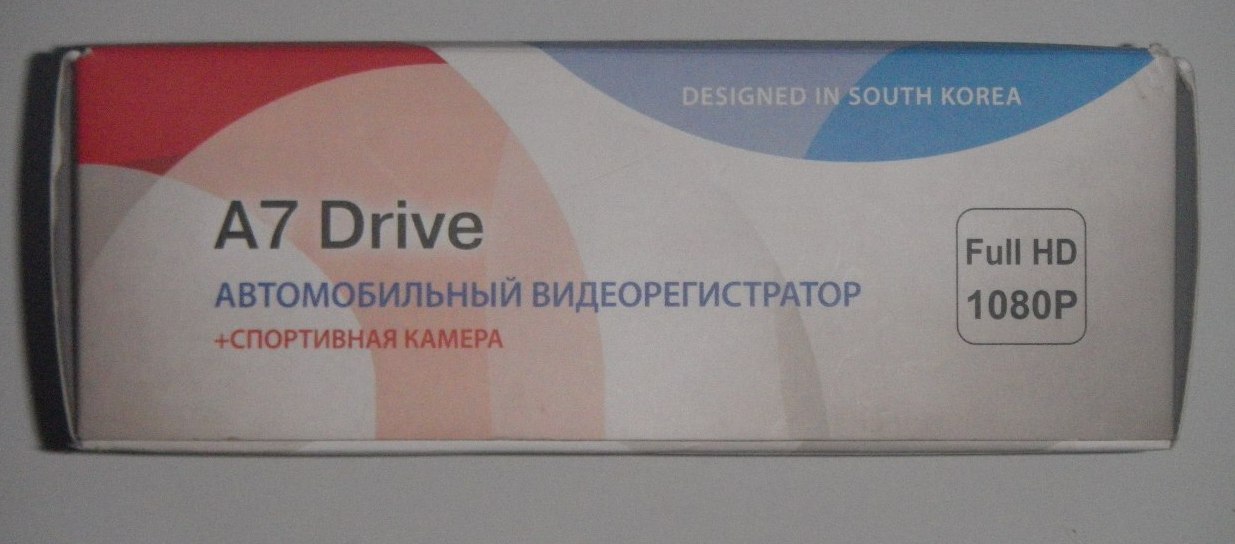 DESIGNED IN SOUTH KOREA
A7 Drive
АВТОМОБИЛЬНЫЙ ВИДЕОРЕГИСТРАТОР
+СПОРТИВНАЯ КАМЕРА
Full HD
1080P